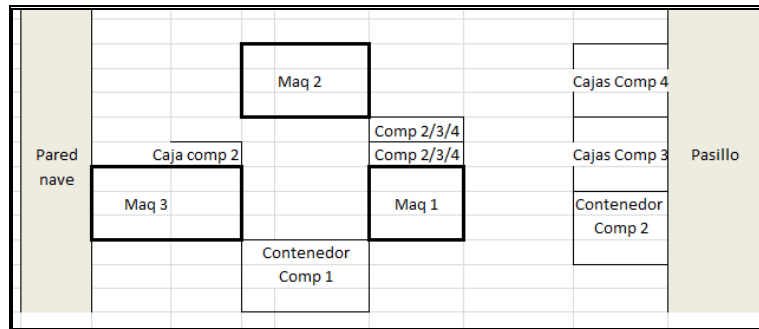 Maq 2
Cajas Comp 4
Comp 2/3/4
Pared
nave
Caja comp 2
Comp 2/3/4
Cajas Comp 3
Pasillo
Maq 3
Maq 1
Contenedor
Comp 2
Contenedor
Comp 1